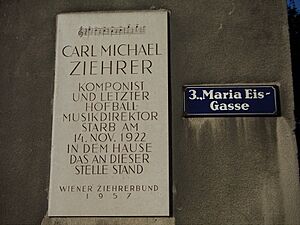 CARL MICHAEL
ZIEHRER
KOMPONIST
UND LETZTER
HOFBALL-
MUSIKDIREKTOR
STARB AM
14. NOV. 1922
IN DEM HAUSE
DAS AN DIESER
STELLE STAND
WIENER ZIEHRERBUND
1957
3., Maria Eis-
Gasse